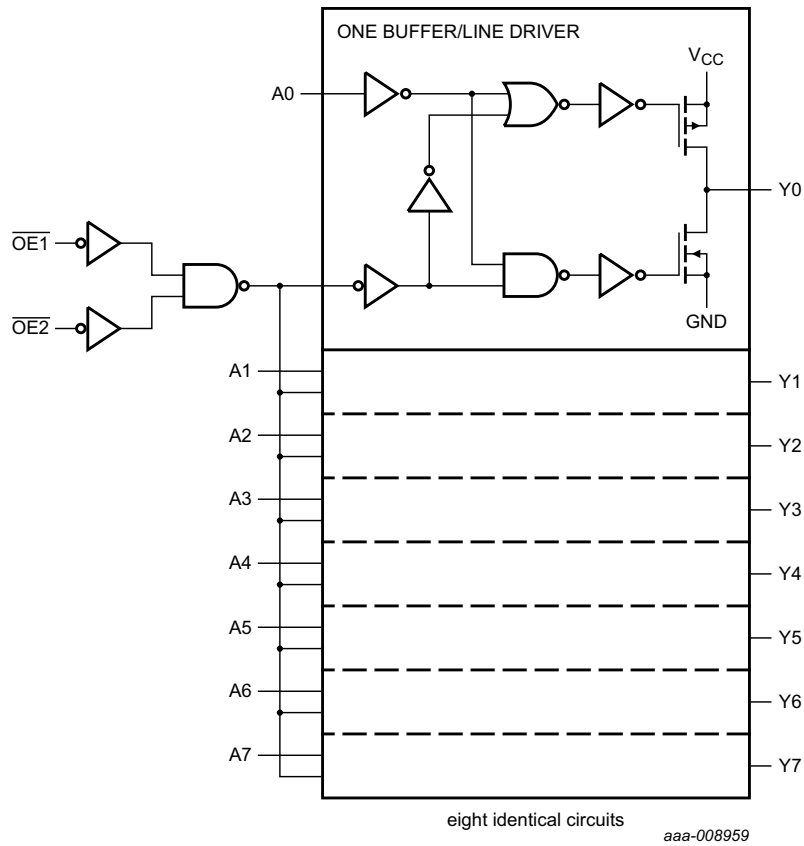 ONE BUFFER/LINE DRIVER
VCC
A0
Y0
OE1
OE2
GND
A1
Y1
A2
Y2
A3
Y3
A4
Y4
A5
Y5
A6
Y6
A7
Y7
eight identical circuits
aaa-008959